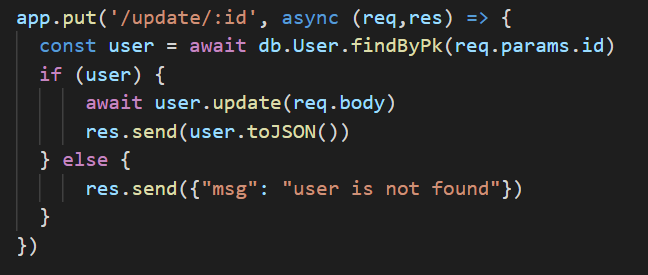 app.put('/update/:id', async (req,res) => {
  const user = await db.User.findByPk(req.params.id)
  if (user) {
      await user.update(req.body)
      res.send(user.toJSON())
  } else {
      res.send({"msg": "user is not found"})
  }
})